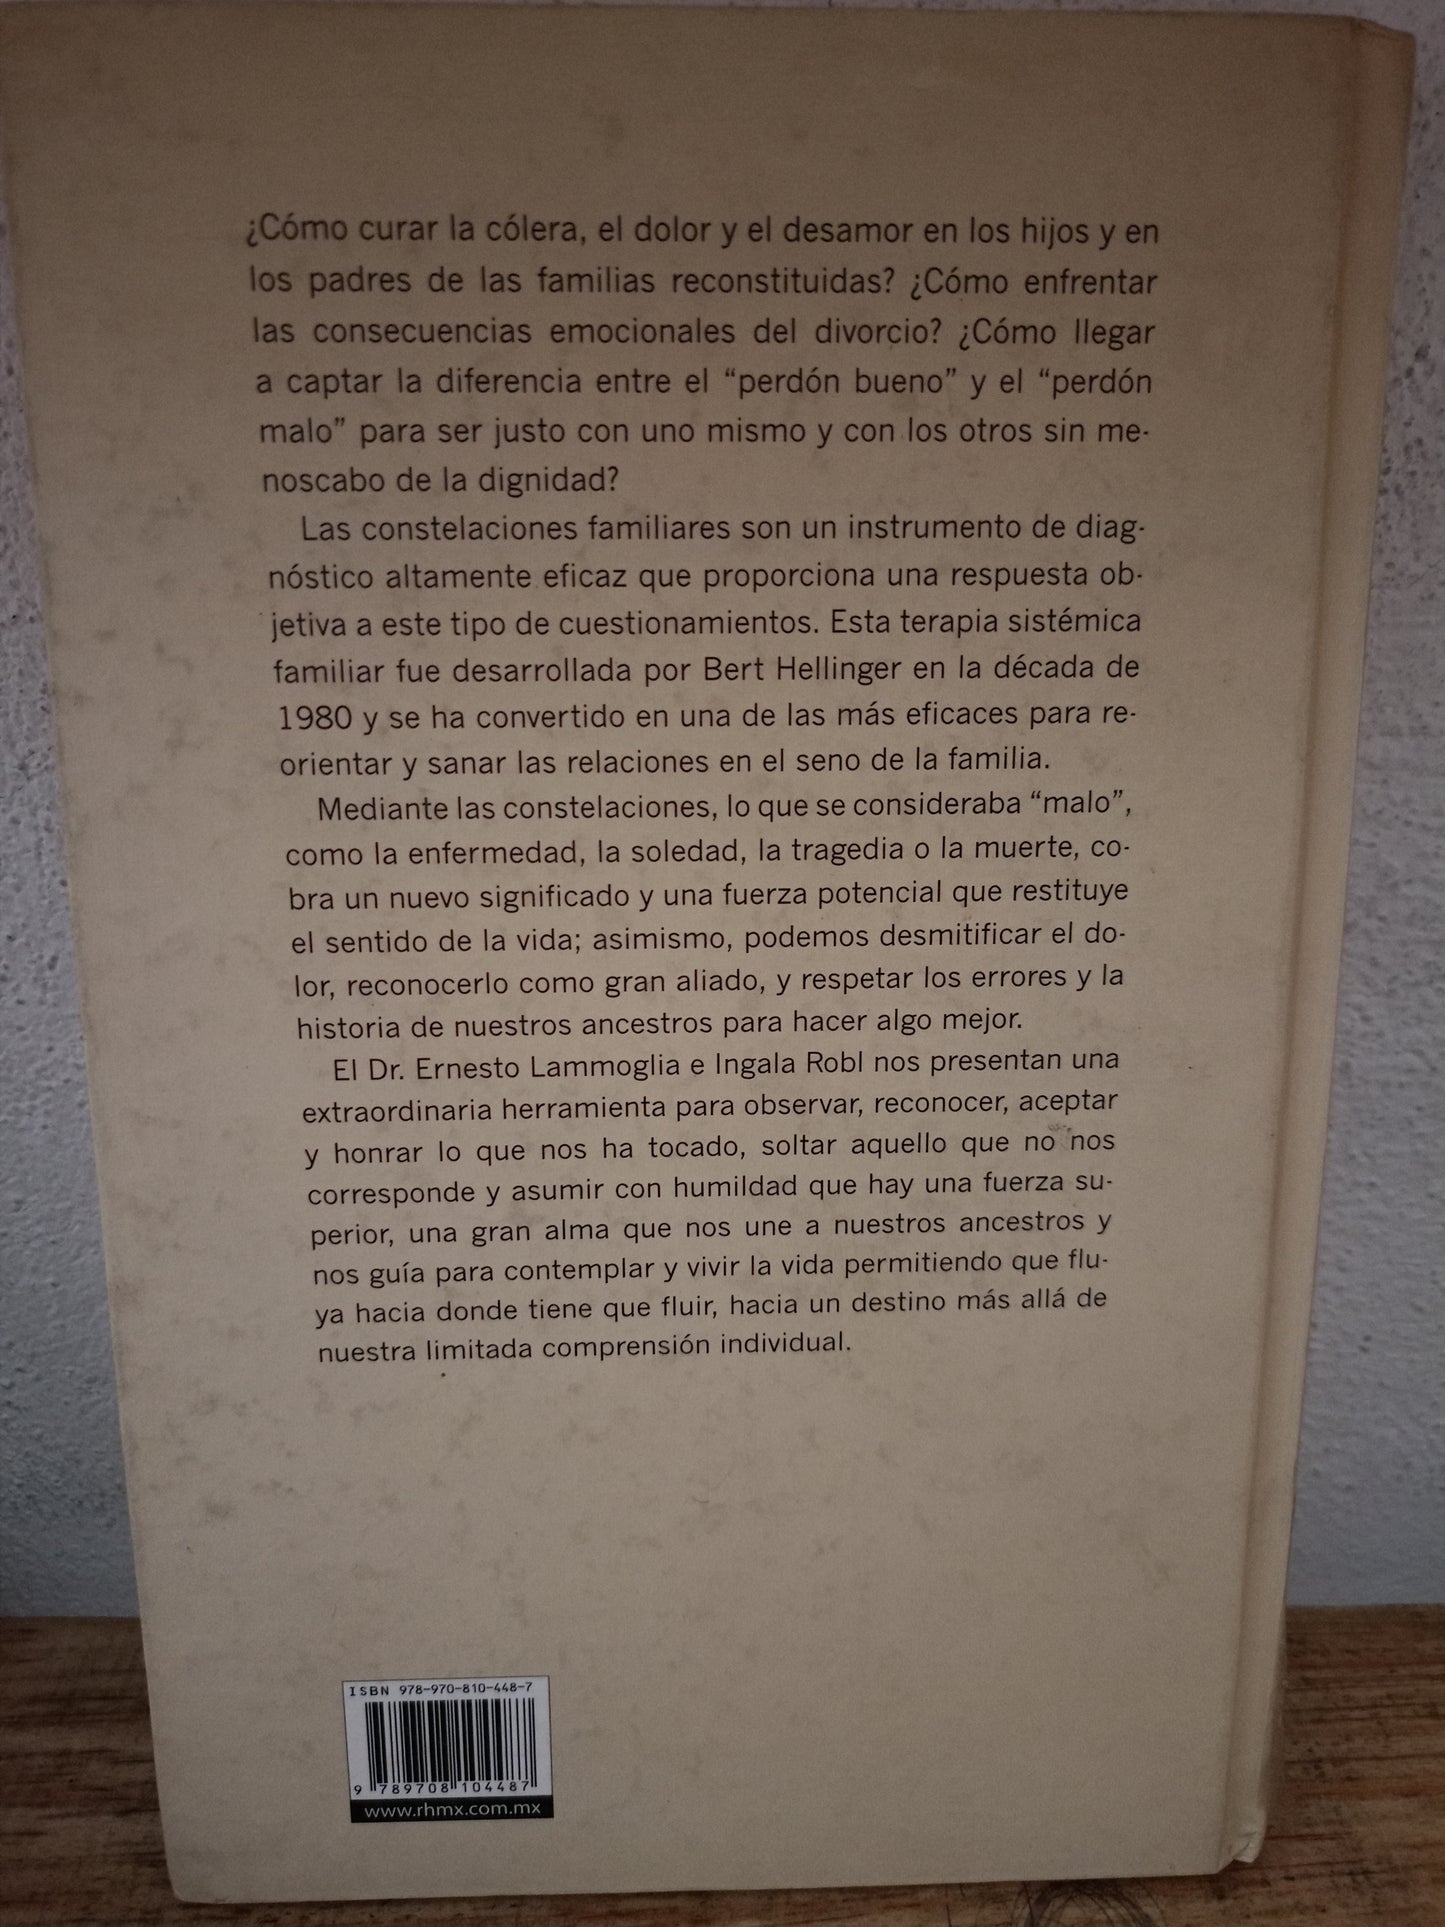 ¿Cómo curar la cólera, el dolor y el desamor en los hijos y en
los padres de las familias reconstituidas? ¿Cómo enfrentar
las consecuencias emocionales del divorcio? ¿Cómo llegar
a captar la diferencia entre el “perdón bueno” y el “perdón
malo” para ser justo con uno mismo y con los otros sin me-
noscabo de la dignidad?
Las constelaciones familiares son un instrumento de diag-
nóstico altamente eficaz que proporciona una respuesta ob-
jetiva a este tipo de cuestionamientos. Esta terapia sistémica
familiar fue desarrollada por Bert Hellinger en la década de
1980 y se ha convertido en una de las más eficaces para re-
orientar y sanar las relaciones en el seno de la familia.
Mediante las constelaciones, lo que se consideraba “malo”,
como la enfermedad, la soledad, la tragedia o la muerte, co-
bra un nuevo significado y una fuerza potencial que restituye
el sentido de la vida; asimismo, podemos desmitificar el do-
lor, reconocerlo como gran aliado, y respetar los errores y la
historia de nuestros ancestros para hacer algo mejor.
El Dr. Ernesto Lammoglia e Ingala Robl nos presentan una
extraordinaria herramienta para observar, reconocer, aceptar
y honrar lo que nos ha tocado, soltar aquello que no nos
corresponde y asumir con humildad que hay una fuerza su-
perior, una gran alma que nos une a nuestros ancestros y
nos guía para contemplar y vivir la vida permitiendo que flu-
ya hacia donde tiene que fluir, hacia un destino más allá de
nuestra limitada comprensión individual.
ISBN 978-970-810-448-7
9 789708 104487
www.rhmx.com.mx